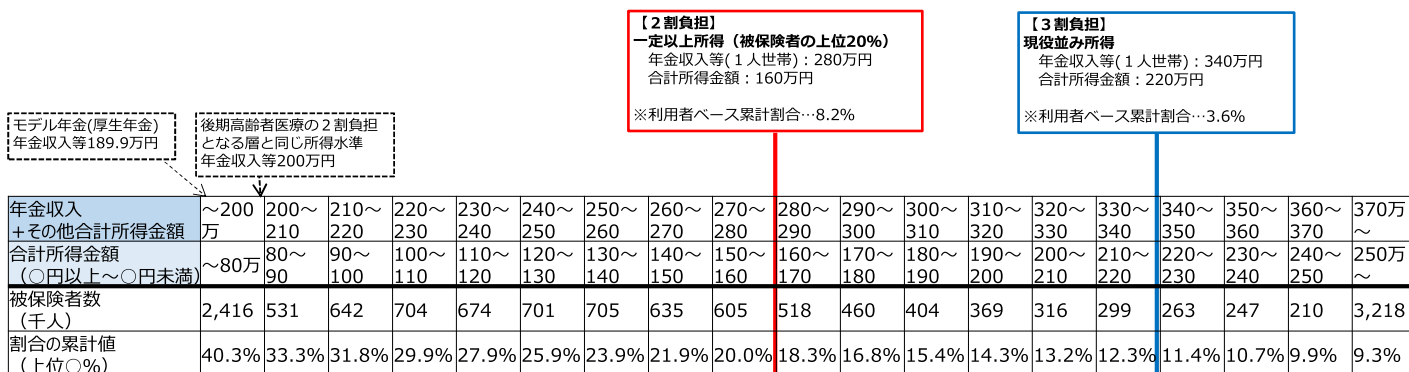 【２割負担】
一定以上所得（被保険者の上位20%）
年金収入等(１人世帯)：280万円
合計所得金額：160万円
※利用者ベース累計割合…8.2%
【３割負担】
現役並み所得
年金収入等(１人世帯)：340万円
合計所得金額：220万円
※利用者ベース累計割合…3.6%
モデル年金(厚生年金)
年金収入等189.9万円
後期高齢者医療の２割負担
となる層と同じ所得水準
年金収入等200万円
年金収入 ～200 200～ 210～ 220～ 230～ 240～ 250～ 260～ 270～ 280～ 290～ 300～ 310～ 320～ 330～ 340～ 350～ 360～ 370万
＋その他合計所得金額 万 210 220 230 240 250 260 270 280 290 300 310 320 330 340 350 360 370 ～
合計所得金額 ～80万 80～ 90～ 100～ 110～ 120～ 130～ 140～ 150～ 160～ 170～ 180～ 190～ 200～ 210～ 220～ 230～ 240～ 250万
（○円以上～○円未満） 90 100 110 120 130 140 150 160 170 180 190 200 210 220 230 240 250 ～
被保険者数 2,416 531 642 704 674 701 705 635 605 518 460 404 369 316 299 263 247 210 3,218
（千人）
割合の累計値 40.3% 33.3% 31.8% 29.9% 27.9% 25.9% 23.9% 21.9% 20.0% 18.3% 16.8% 15.4% 14.3% 13.2% 12.3% 11.4% 10.7% 9.9% 9.3%
（上位○%）